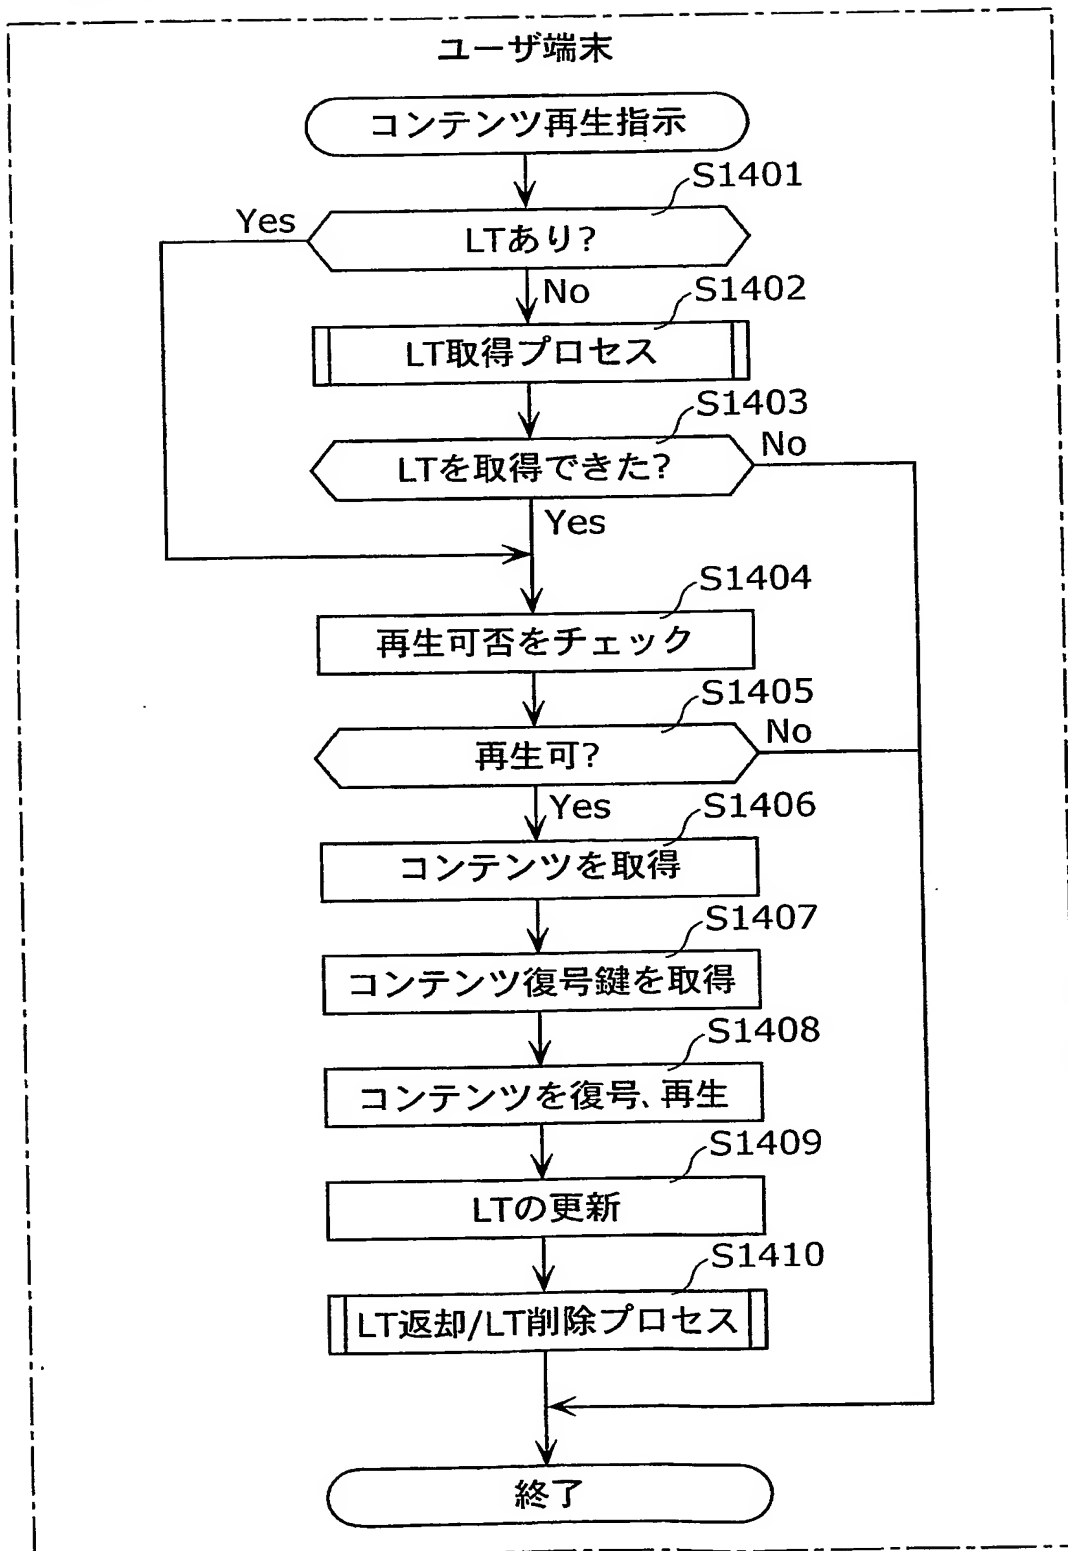 ユーザ端末
コンテンツ再生指示
S1401
Yes
LTあり?
No
S1402
LT取得プロセス
S1403
LTを取得できた?
No
Yes
S1404
再生可否をチェック
S1405
再生可?
No
Yes
S1406
コンテンツを取得
S1407
コンテンツ復号鍵を取得
S1408
コンテンツを復号、再生
S1409
LTの更新
S1410
LT返却/LT削除プロセス
終了